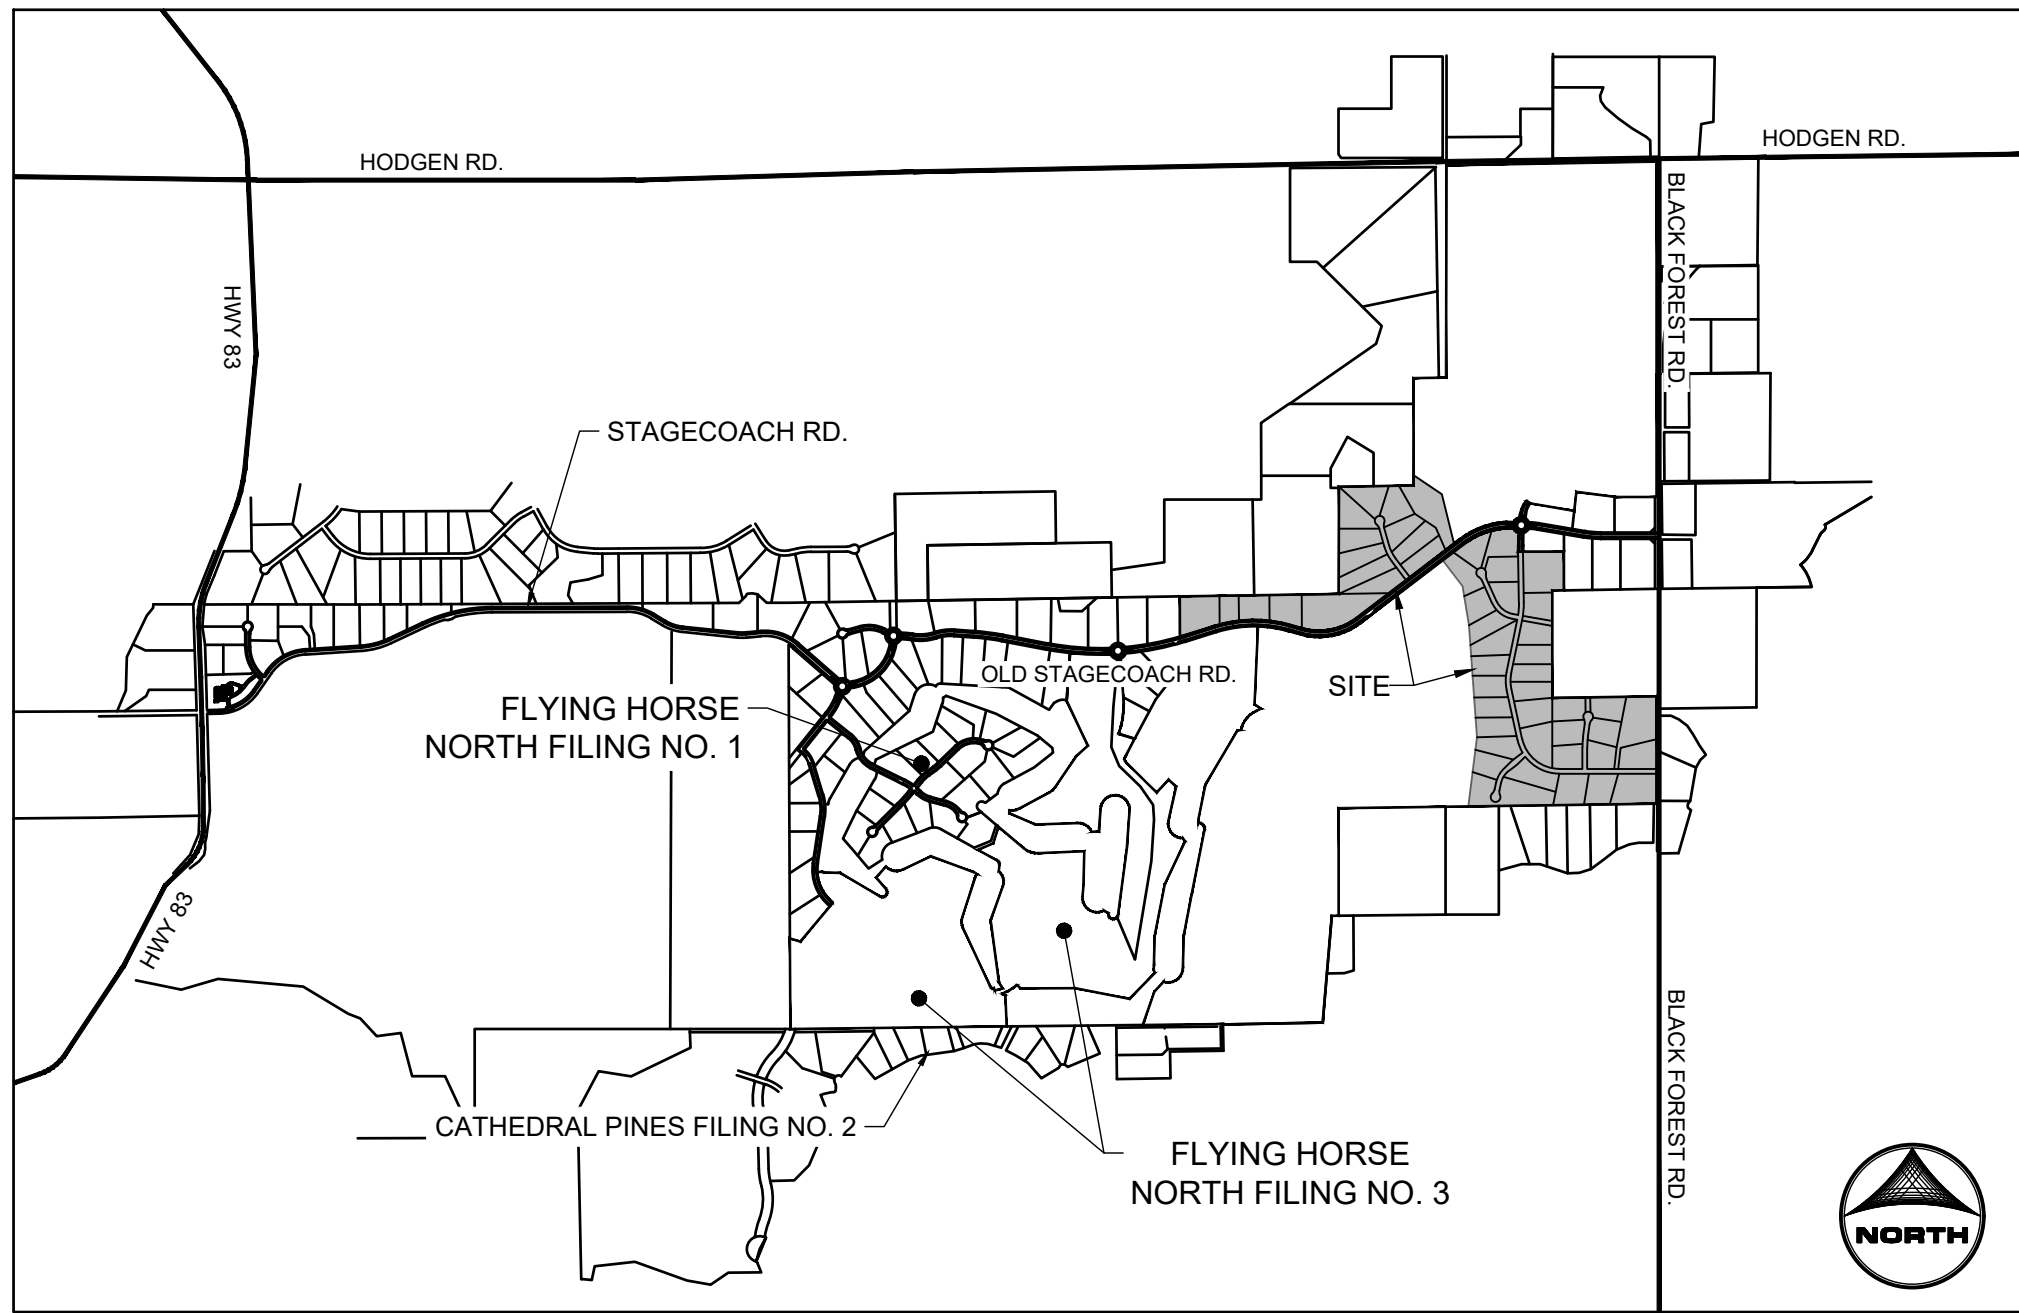 HODGEN RD.
HODGEN RD.
BLACK FOREST RD.
HWY 83
STAGECOACH RD.
OLD STAGECOACH RD.
SITE
FLYING HORSE
NORTH FILING NO. 1
HWY 83
BLACK FOREST RD.
CATHEDRAL PINES FILING NO. 2
FLYING HORSE
NORTH FILING NO. 3
NORTH